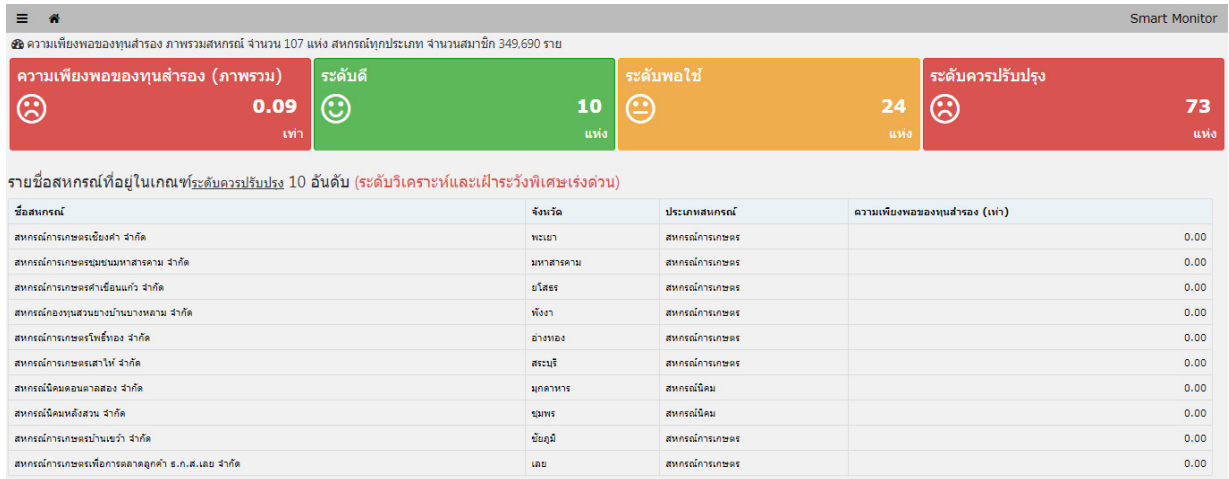 Smart Monitor
ความเพียงพอของทุนสำรอง ภาพรวมสหกรณ์ จำนวน 107 แห่ง สหกรณ์ทุกประเภท จำนวนสมาชิก 349,690 ราย
ความเพียงพอของทุนสำรอง (ภาพรวม)
0.09
เท่า
ระดับดี
10
แห่ง
ระดับพอใช้
24
แห่ง
ระดับควรปรับปรุง
73
แห่ง
รายชื่อสหกรณ์ที่อยู่ในเกณฑ์ระดับควรปรับปรุง 10 อันดับ (ระดับวิเคราะห์และเฝ้าระวังพิเศษเร่งด่วน)
ชื่อสหกรณ์ จังหวัด ประเภทสหกรณ์ ความเพียงพอของทุนสำรอง (เท่า)
สหกรณ์การเกษตรเชียงคำ จำกัด พะเยา สหกรณ์การเกษตร 0.00
สหกรณ์การเกษตรชุมชนมหาสารคาม จำกัด มหาสารคาม สหกรณ์การเกษตร 0.00
สหกรณ์การเกษตรคำเขื่อนแก้ว จำกัด ยโสธร สหกรณ์การเกษตร 0.00
สหกรณ์กองทุนสวนยางบ้านบางหลาม จำกัด พังงา สหกรณ์การเกษตร 0.00
สหกรณ์การเกษตรโพธิ์ทอง จำกัด อ่างทอง สหกรณ์การเกษตร 0.00
สหกรณ์การเกษตรเสาไห้ จำกัด สระบุรี สหกรณ์การเกษตร 0.00
สหกรณ์นิคมดอนตาลสอง จำกัด มุกดาหาร สหกรณ์นิคม 0.00
สหกรณ์นิคมหลังสวน จำกัด ชุมพร สหกรณ์นิคม 0.00
สหกรณ์การเกษตรบ้านเขว้า จำกัด ชัยภูมิ สหกรณ์การเกษตร 0.00
สหกรณ์การเกษตรเพื่อการตลาดลูกค้า ธ.ก.ส.เลย จำกัด เลย สหกรณ์การเกษตร 0.00